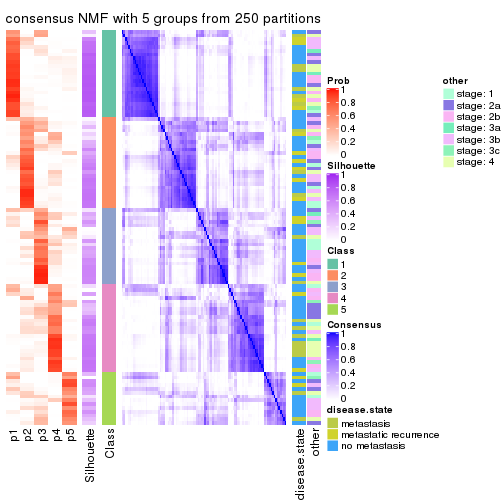 consensus NMF with 5 groups from 250 partitions
Prob
1
0.8
0.6
0.4
0.2
0
Silhouette
1
0.8
0.6
0.4
0.2
0
Class
1
2
3
4
5
Consensus
1
0.8
0.6
0.4
0.2
0
disease.state
metastasis
metastatic recurrence
no metastasis
other
stage: 1
stage: 2a
stage: 2b
stage: 3a
stage: 3b
stage: 3c
stage: 4
p1
p2
p3
p4
p5
Silhouette
Class
disease.state
other